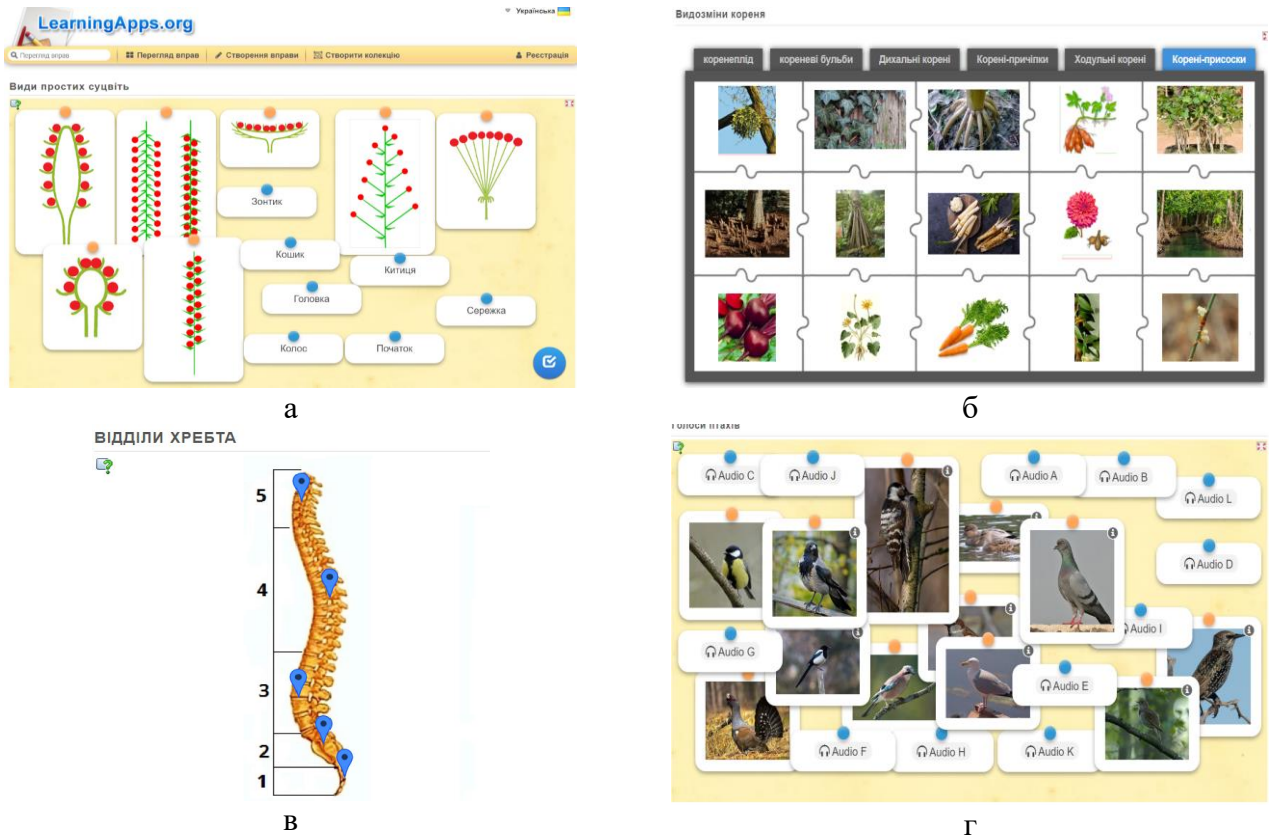 LearningApps.org
Українська
Перегляд вправ
Перегляд вправ
Створення вправи
Створити колекцію
Реєстрація
Види простих суцвіть
Зонтик
Кошик
Китиця
Головка
Сережка
Колос
Початок
а
Видозміни кореня
коренеплід
кореневі бульби
Дихальні корені
Корені-причіпки
Ходульні корені
Корені-присоски
б
ВІДДІЛИ ХРЕБТА
5
4
3
2
1
в
Голоси птахів
Audio C
Audio J
Audio A
Audio B
Audio L
Audio D
Audio G
Audio I
Audio E
Audio F
Audio H
Audio K
г